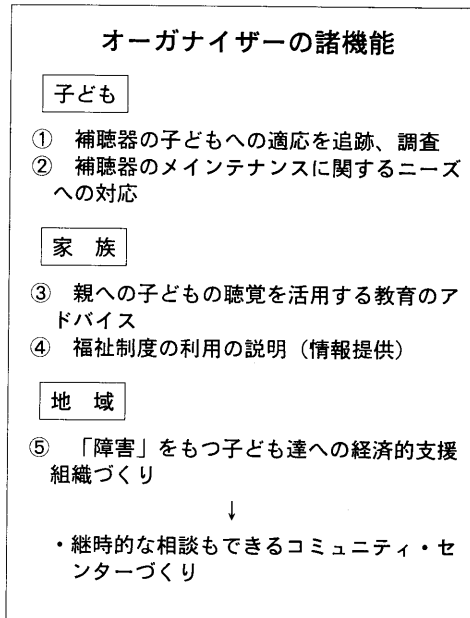 オーガナイザーの諸機能
子ども
① 補聴器の子どもへの適応を追跡、調査
② 補聴器のメインテナンスに関するニーズ
への対応
家 族
③ 親への子どもの聴覚を活用する教育のア
ドバイス
④ 福祉制度の利用の説明（情報提供）
地 域
⑤ 「障害」をもつ子ども達への経済的支援
組織づくり
↓
・継時的な相談もできるコミュニティ・セ
ンターづくり